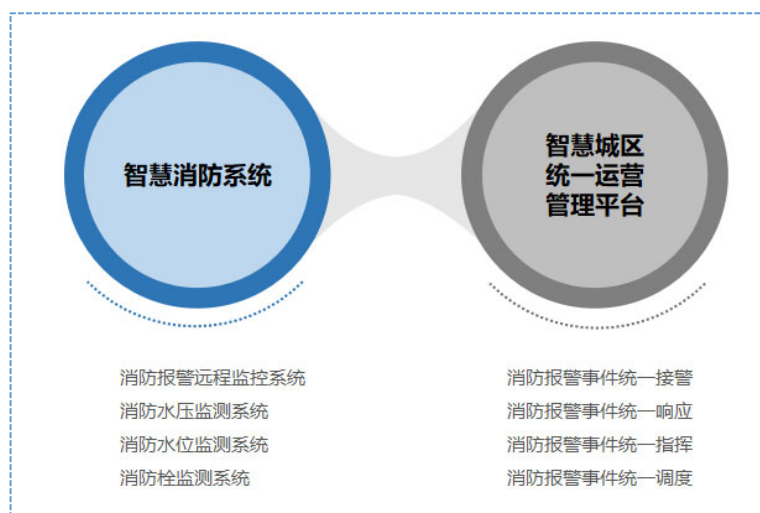 智慧消防系统
智慧城区
统一运营
管理平台
消防报警远程监控系统
消防水压监测系统
消防水位监测系统
消防栓监测系统
消防报警事件统一接警
消防报警事件统一响应
消防报警事件统一指挥
消防报警事件统一调度